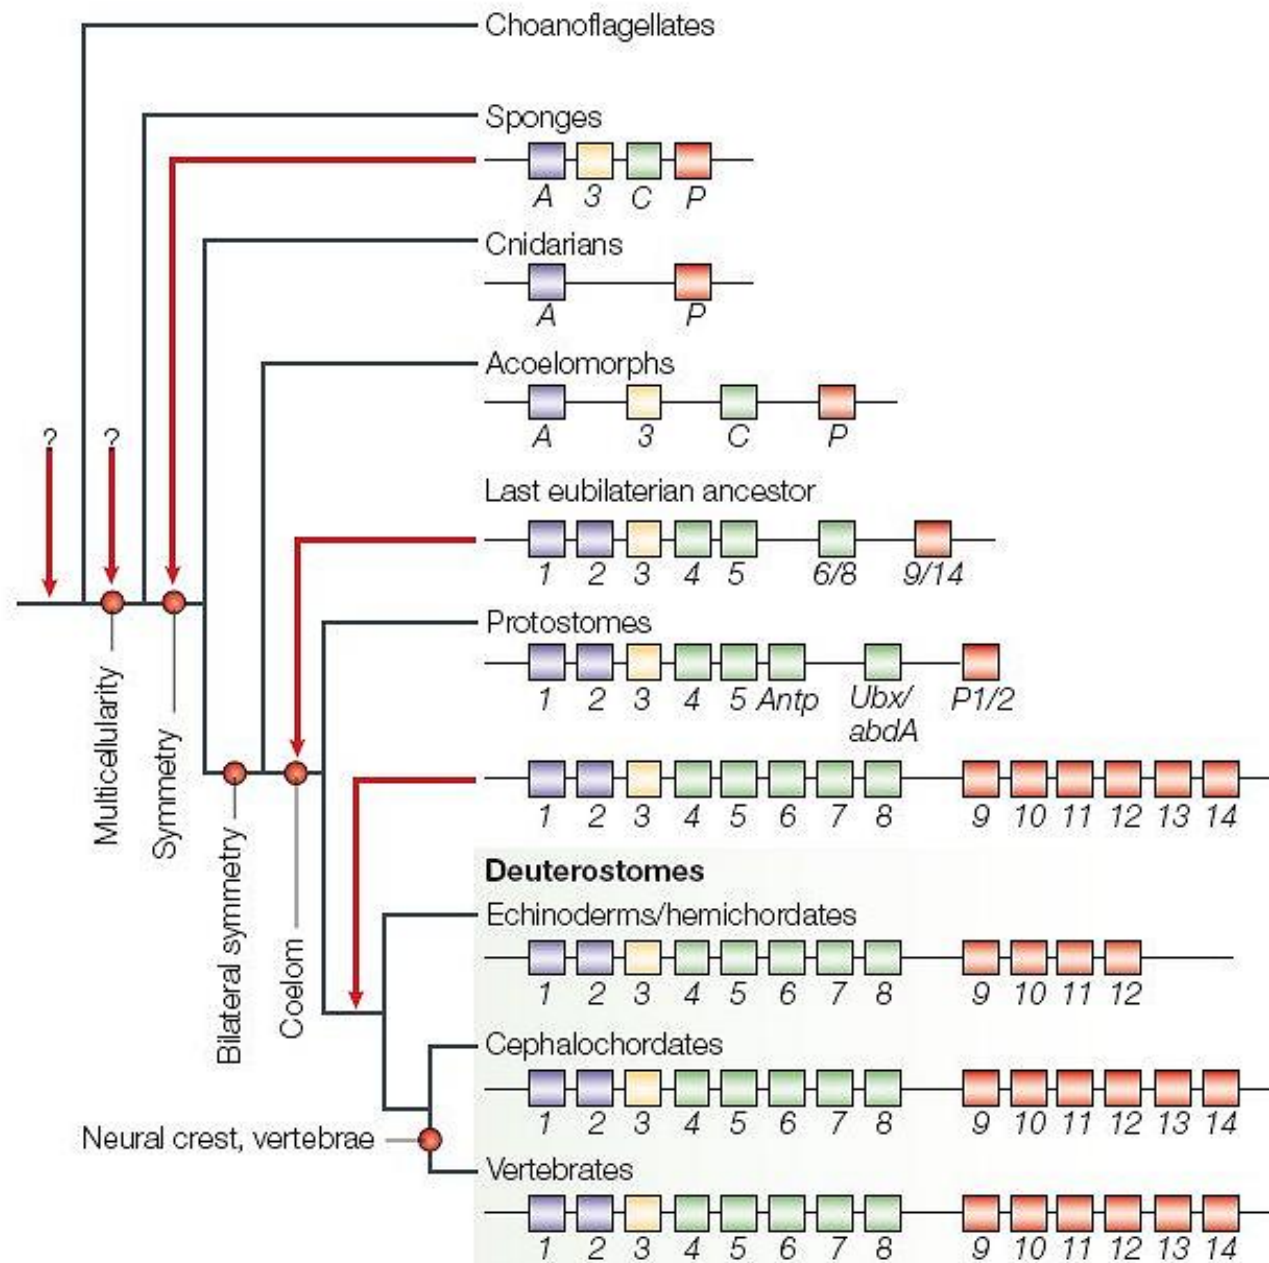 Choanoflagellates
Sponges
A 3 C P
Cnidarians
A P
Acoelomorphs
A 3 C P
? ?
Last eubilaterian ancestor
1 2 3 4 5 6/8 9/14
Protostomes
1 2 3 4 5 Antp Ubx/ P1/2
abdA
1 2 3 4 5 6 7 8 9 10 11 12 13 14
Multicellularity
Symmetry
Bilateral symmetry
Coelom
Deuterostomes
Echinoderms/hemichordates
1 2 3 4 5 6 7 8 9 10 11 12
Cephalochordates
1 2 3 4 5 6 7 8 9 10 11 12 13 14
Neural crest, vertebrae
Vertebrates
1 2 3 4 5 6 7 8 9 10 11 12 13 14